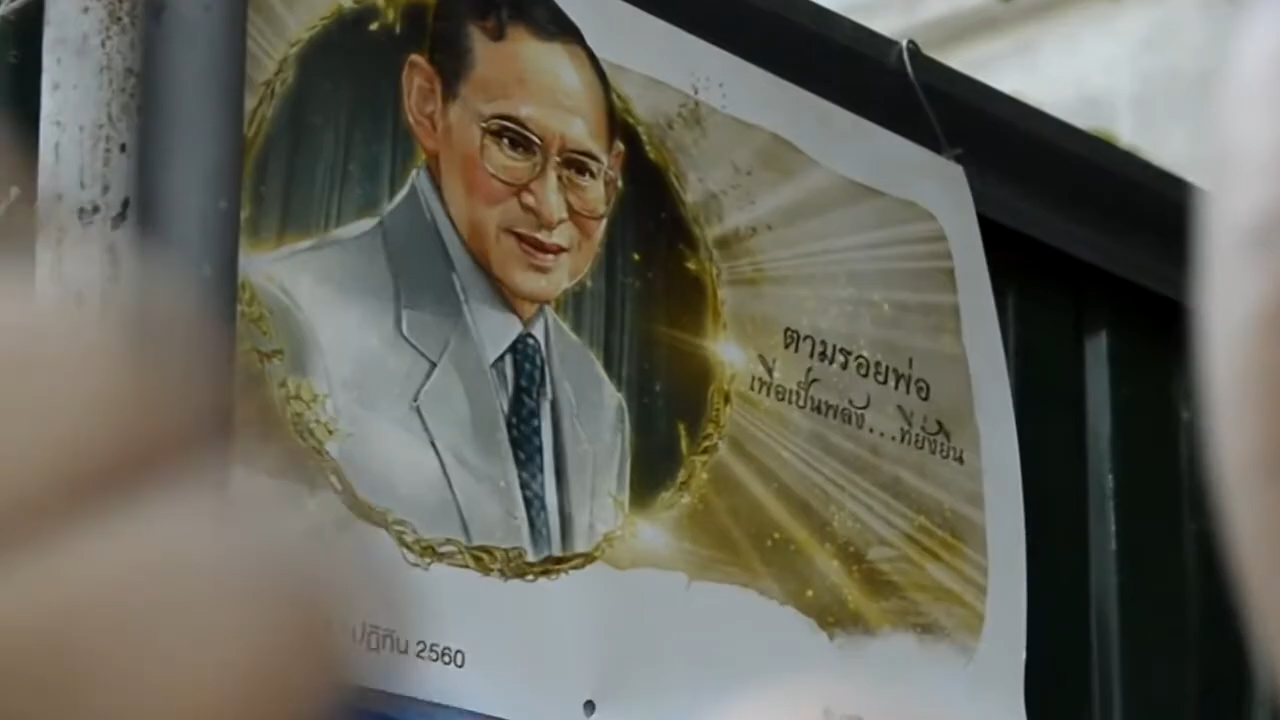 ตามรอยพ่อ
เพื่อเป็นพลัง...ที่ยั่งยืน
ปฏิทิน 2560